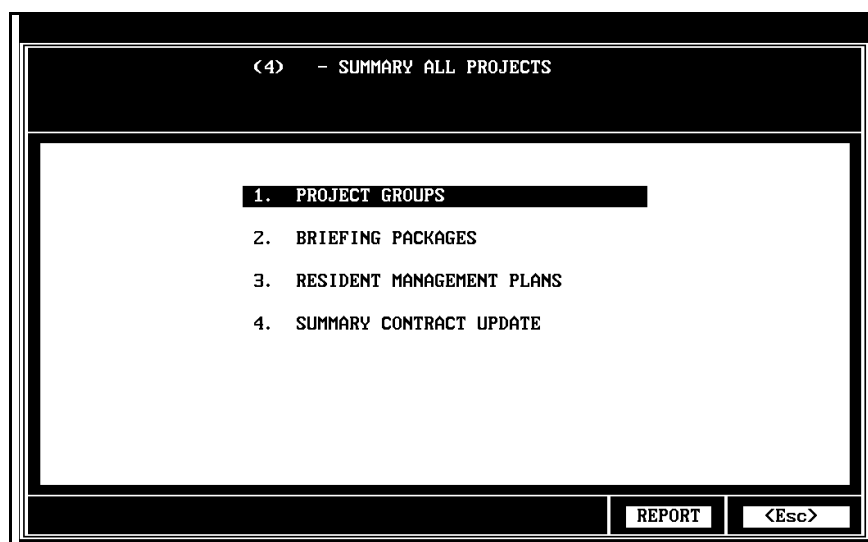 (4) - SUMMARY ALL PROJECTS
1. PROJECT GROUPS
2. BRIEFING PACKAGES
3. RESIDENT MANAGEMENT PLANS
4. SUMMARY CONTRACT UPDATE
REPORT <Esc>